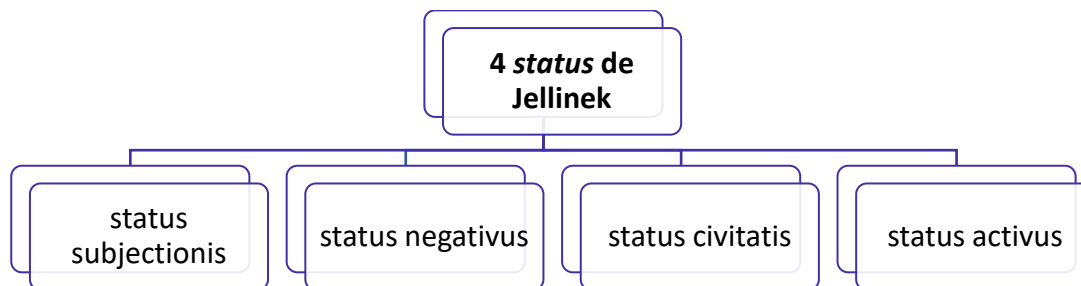 4 status de
Jellinek
status
subjectionis
status negativus
status civitatis
status activus